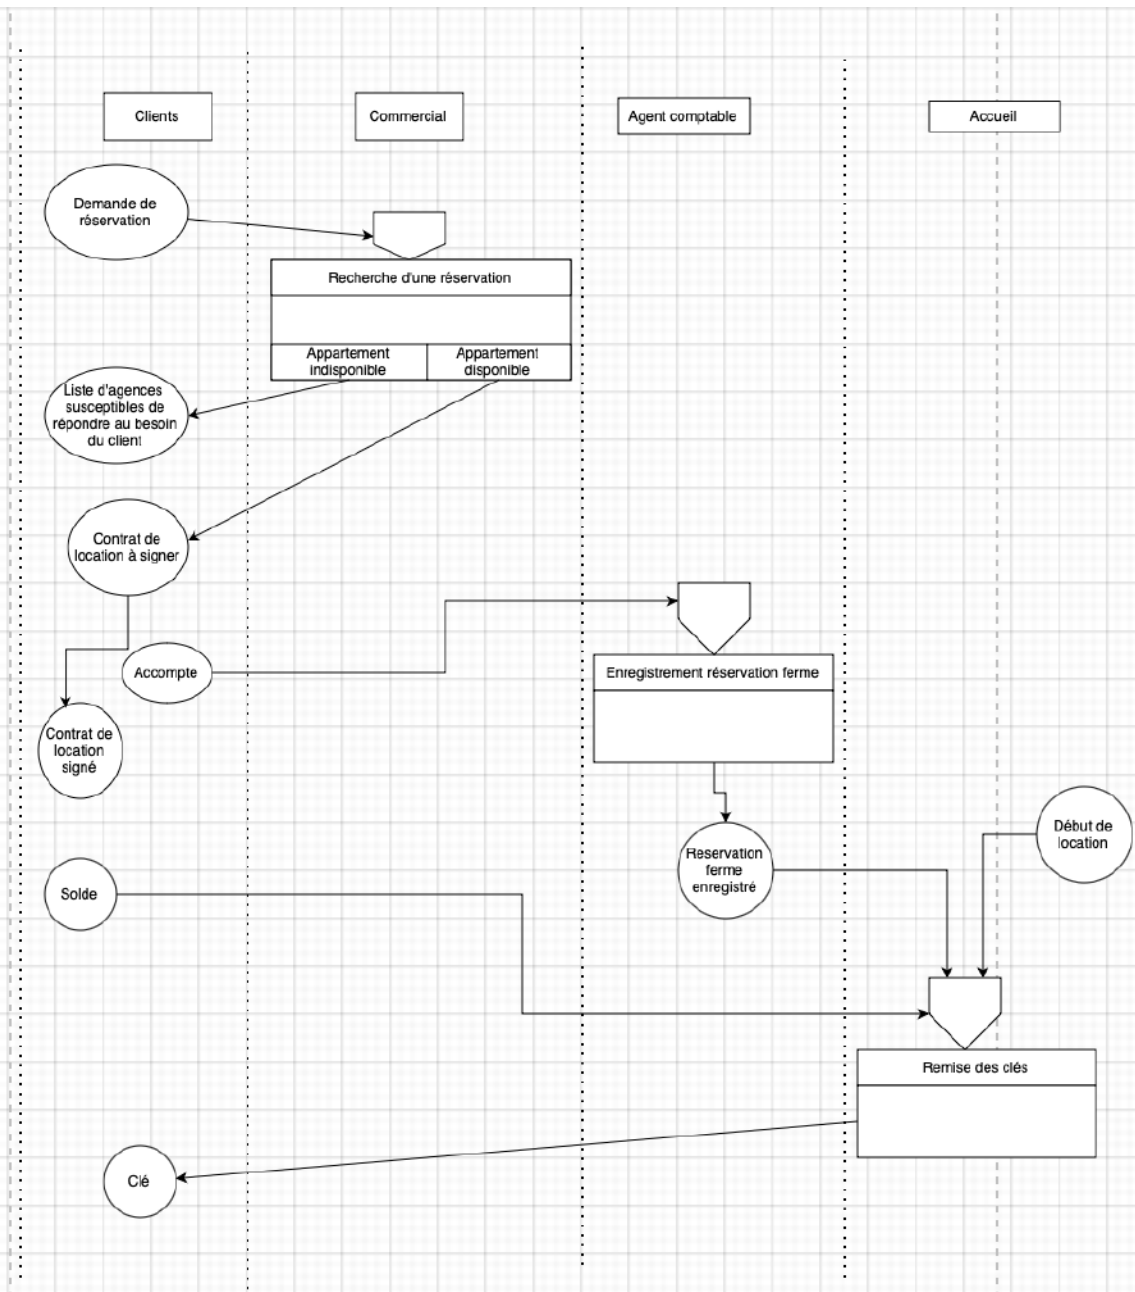 Clients
Commercial
Agent comptable
Accueil
Demande de
réservation
Recherche d'une réservation
Appartement
indisponible
Appartement
disponible
Liste d'agences
susceptibles de
répondre au besoin
du client
Contrat de
location à signer
Accompte
Enregistrement réservation ferme
Contrat de
location
signé
Début de
location
Reservation
ferme
enregistré
Solde
Remise des clés
Clé